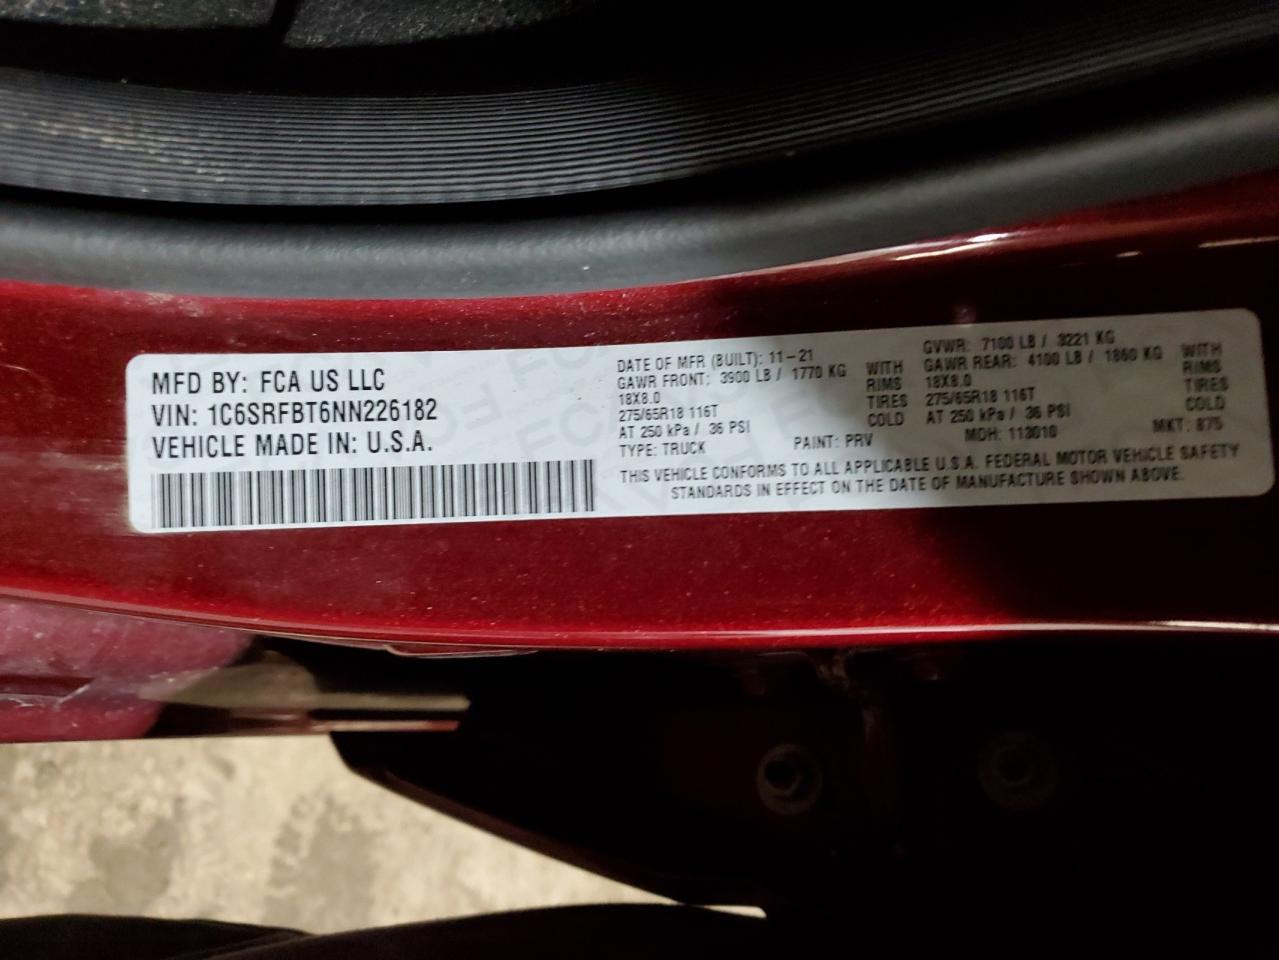 MFD BY: FCA US LLC
VIN: 1C6SRFBT6NN226182
VEHICLE MADE IN: U.S.A.
DATE OF MFR (BUILT): 11-21
GAWR FRONT: 3900 LB / 1770 KG WITH
18X8.0 RIMS
275/65R18 116T TIRES
AT 250 kPa / 36 PSI COLD
TYPE: TRUCK PAINT: PRV
GVWR: 7100 LB / 3221 KG
GAWR REAR: 4100 LB / 1860 KG WITH
18X8.0 RIMS
275/65R18 116T TIRES
AT 250 kPa / 36 PSI COLD
MDH: 113010 MKT: 875
THIS VEHICLE CONFORMS TO ALL APPLICABLE U.S.A. FEDERAL MOTOR VEHICLE SAFETY
STANDARDS IN EFFECT ON THE DATE OF MANUFACTURE SHOWN ABOVE.